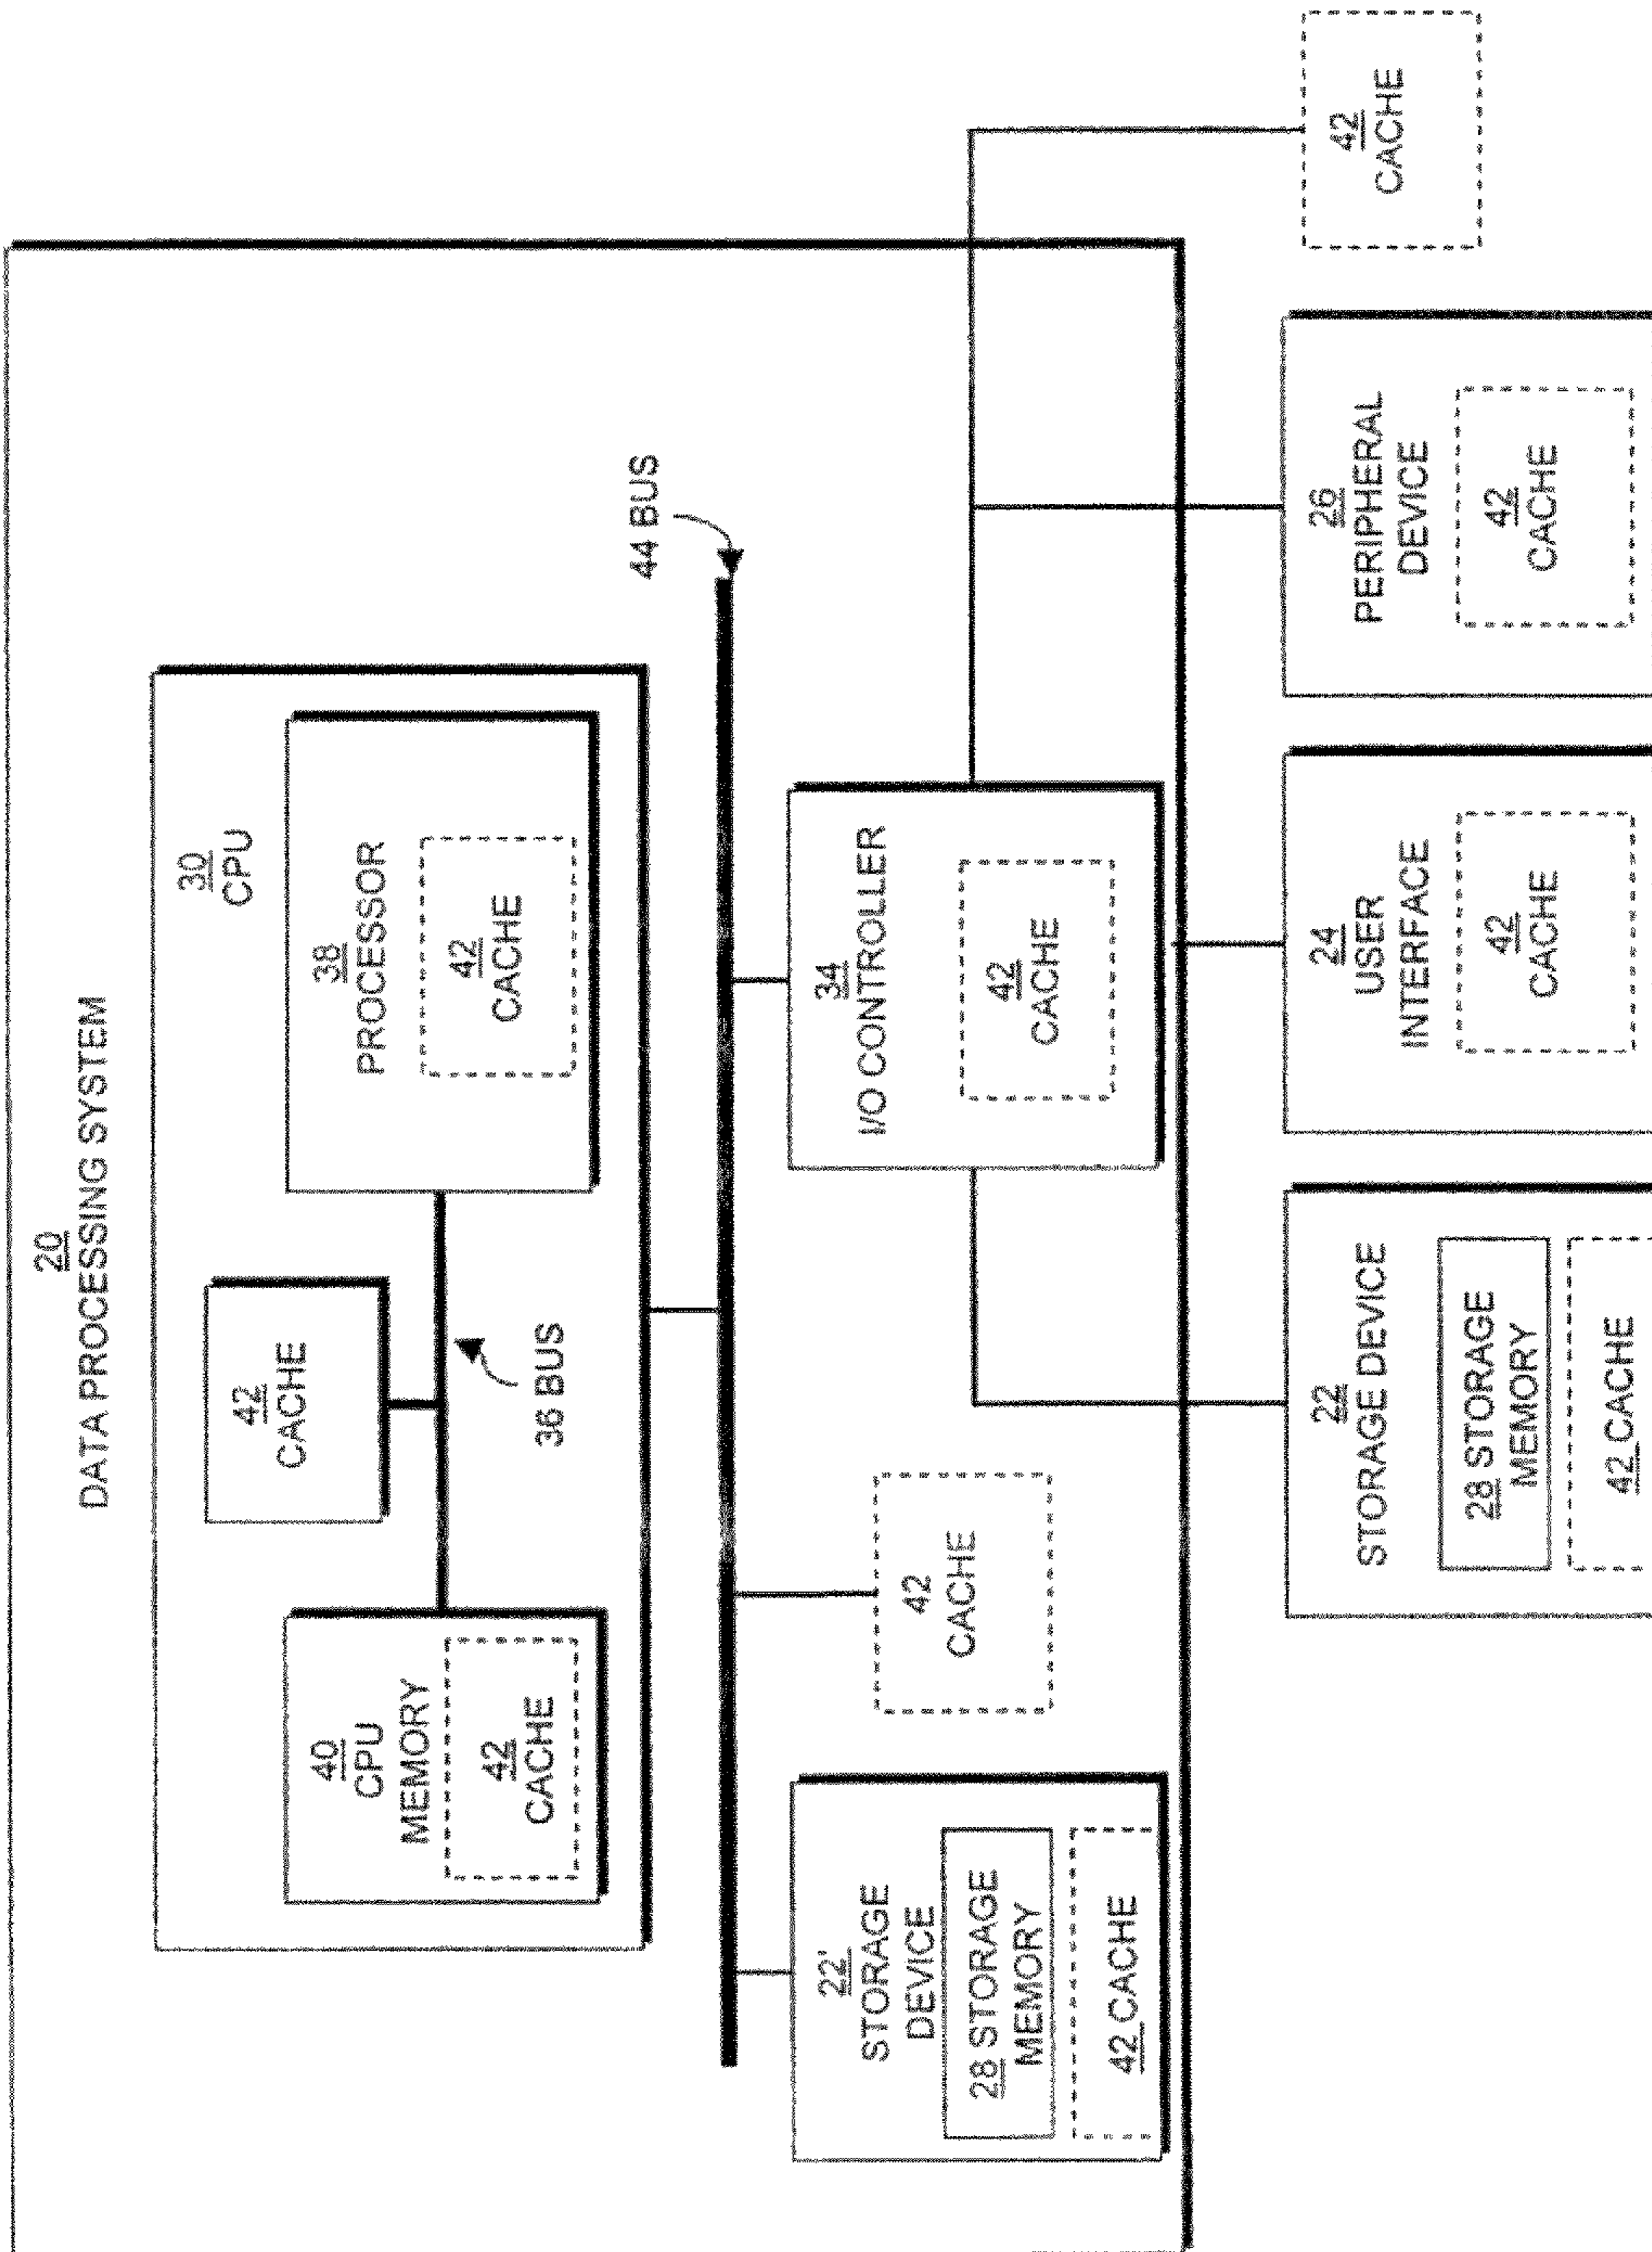 20
DATA PROCESSING SYSTEM
30
CPU
40
CPU
MEMORY
42
CACHE
42
CACHE
36 BUS
38
PROCESSOR
42
CACHE
44 BUS
22'
STORAGE
DEVICE
28 STORAGE
MEMORY
42 CACHE
42
CACHE
34
I/O CONTROLLER
42
CACHE
22
STORAGE DEVICE
28 STORAGE
MEMORY
42 CACHE
24
USER
INTERFACE
42
CACHE
26
PERIPHERAL
DEVICE
42
CACHE
42
CACHE